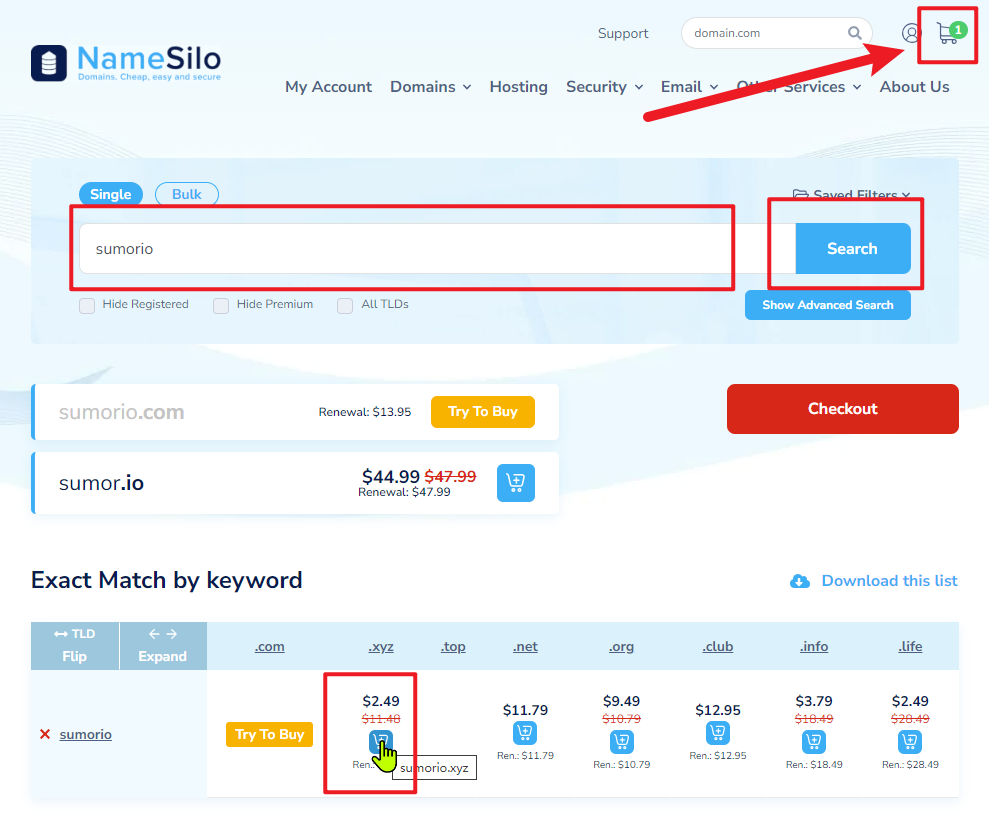 Support
domain.com
1
NameSilo
Domains. Cheap, easy and secure
My Account Domains Hosting Security Email Other Services About Us
Single Bulk
Saved Filters
sumorio
Search
Hide Registered Hide Premium All TLDs
Show Advanced Search
sumorio.com
Renewal: $13.95
Try To Buy
Checkout
sumor.io
$44.99 $47.99
Renewal: $47.99
Exact Match by keyword
Download this list
TLD
Flip
Expand
.com .xyz .top .net .org .club .info .life
sumorio
Try To Buy
$2.49
$11.48
Ren.:
sumorio.xyz
$11.79
Ren.: $11.79
$9.49
$10.79
Ren.: $10.79
$12.95
Ren.: $12.95
$3.79
$18.49
Ren.: $18.49
$2.49
$28.49
Ren.: $28.49